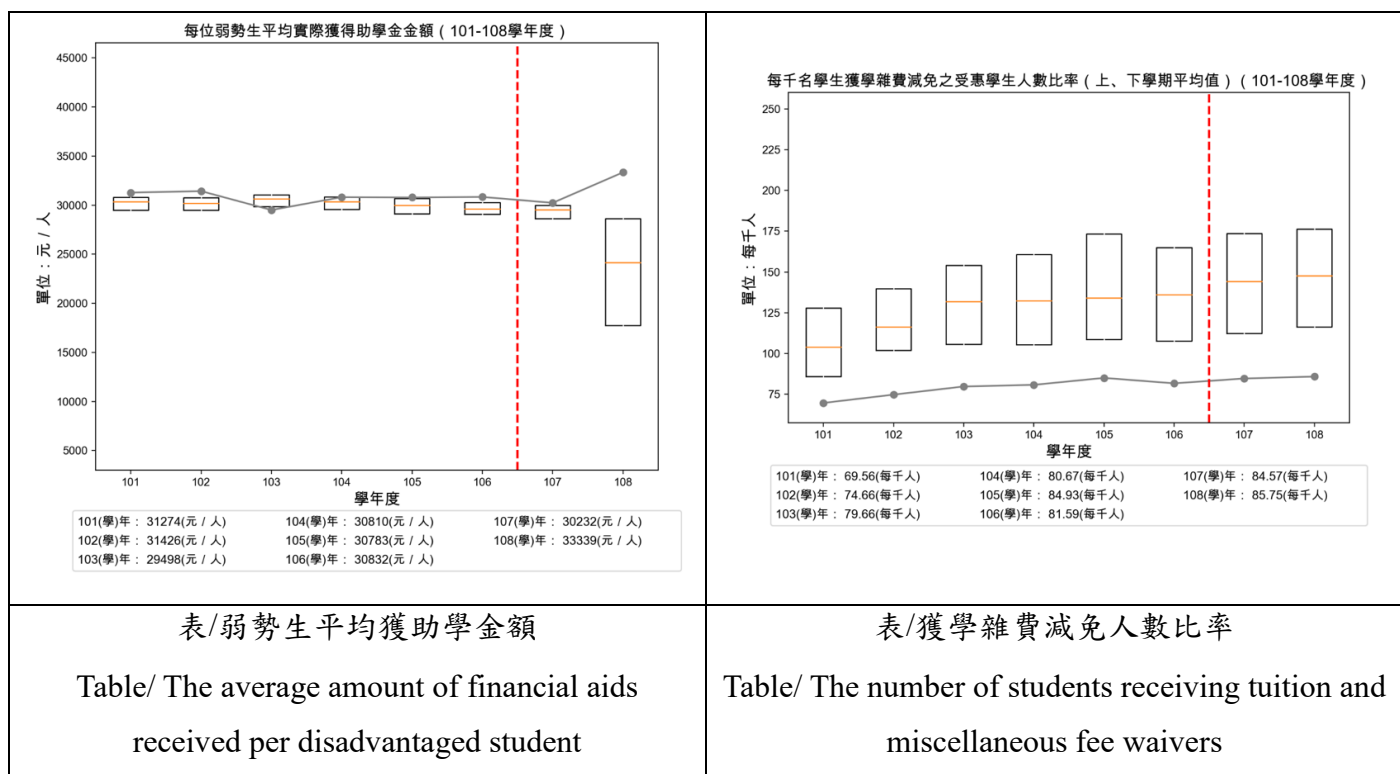 每位弱勢生平均實際獲得助學金金額 ( 101-108學年度 )
45000
40000
35000
30000
25000
20000
15000
10000
5000
單位：元 / 人
101 102 103 104 105 106 107 108
學年度
101(學)年： 31274(元 / 人) 104(學)年： 30810(元 / 人) 107(學)年： 30232(元 / 人)
102(學)年： 31426(元 / 人) 105(學)年： 30783(元 / 人) 108(學)年： 33339(元 / 人)
103(學)年： 29498(元 / 人) 106(學)年： 30832(元 / 人)
每千名學生獲學雜費減免之受惠學生人數比率 ( 上、下學期平均值 ) ( 101-108學年度 )
250
225
200
175
150
125
100
75
單位：每千人
101 102 103 104 105 106 107 108
學年度
101(學)年： 69.56(每千人) 104(學)年： 80.67(每千人) 107(學)年： 84.57(每千人)
102(學)年： 74.66(每千人) 105(學)年： 84.93(每千人) 108(學)年： 85.75(每千人)
103(學)年： 79.66(每千人) 106(學)年： 81.59(每千人)
表/弱勢生平均獲助學金額
Table/ The average amount of financial aids
received per disadvantaged student
表/獲學雜費減免人數比率
Table/ The number of students receiving tuition and
miscellaneous fee waivers